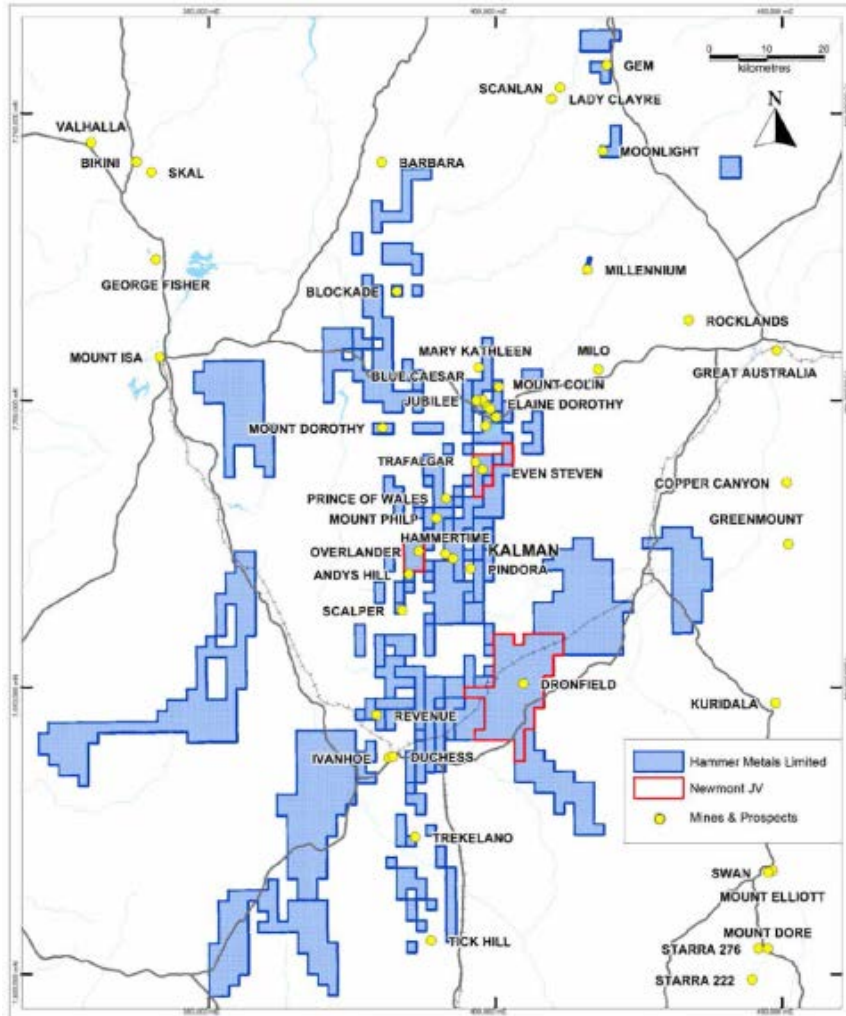 GEM
0 10 20
kilometres
SCANLAN
LADY CLAYRE
N
VALHALLA
BIKINI
SKAL
BARBARA
MOONLIGHT
GEORGE FISHER
MILLENNIUM
BLOCKADE
ROCKLANDS
MOUNT ISA
MARY KATHLEEN
MILO
GREAT AUSTRALIA
BLUE CAESAR
MOUNT COLIN
JUBILEE
ELAINE DOROTHY
MOUNT DOROTHY
TRAFALGAR
EVEN STEVEN
COPPER CANYON
PRINCE OF WALES
GREENMOUNT
MOUNT PHILP
HAMMERTIME
OVERLANDER
KALMAN
ANDYS HILL
PINDORA
SCALPER
DRONFIELD
KURIDALA
REVENUE
IVANHOE
DUCHESS
Hammer Metals Limited
Newmont JV
Mines & Prospects
TREKELANO
SWAN
MOUNT ELLIOTT
MOUNT DORE
TICK HILL
STARRA 276
STARRA 222